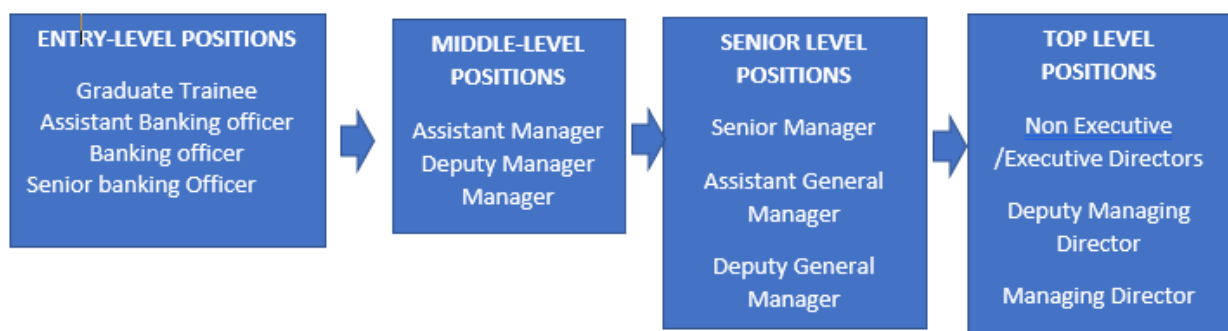 ENTRY-LEVEL POSITIONS
Graduate Trainee
Assistant Banking officer
Banking officer
Senior banking Officer
MIDDLE-LEVEL
POSITIONS
Assistant Manager
Deputy Manager
Manager
SENIOR LEVEL
POSITIONS
Senior Manager
Assistant General
Manager
Deputy General
Manager
TOP LEVEL
POSITIONS
Non Executive
/Executive Directors
Deputy Managing
Director
Managing Director